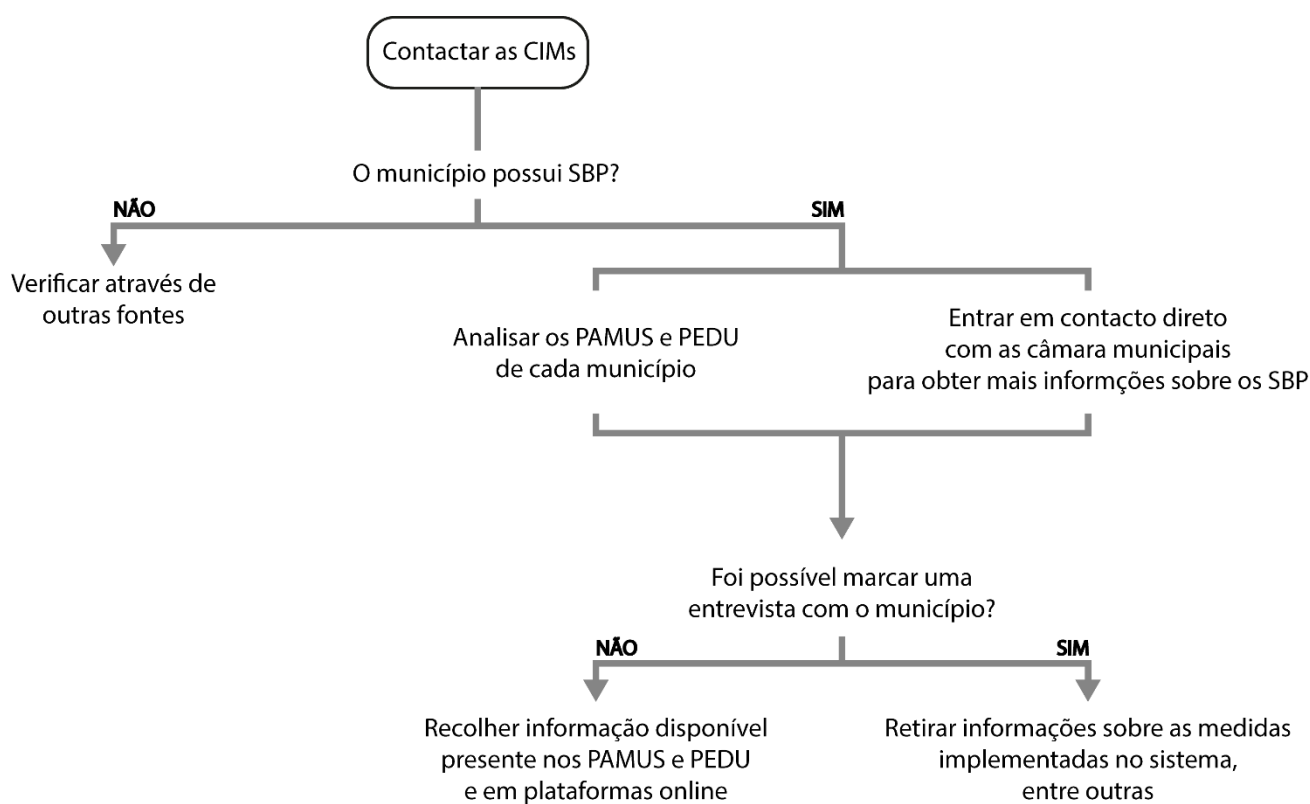 Contactar as CIMs
O município possui SBP?
NÃO
SIM
Verificar através de
outras fontes
Analisar os PAMUS e PEDU
de cada município
Entrar em contacto direto
com as câmara municipais
para obter mais informções sobre os SBP
Foi possível marcar uma
entrevista com o município?
NÃO
SIM
Recolher informação disponível
presente nos PAMUS e PEDU
e em plataformas online
Retirar informações sobre as medidas
implementadas no sistema,
entre outras